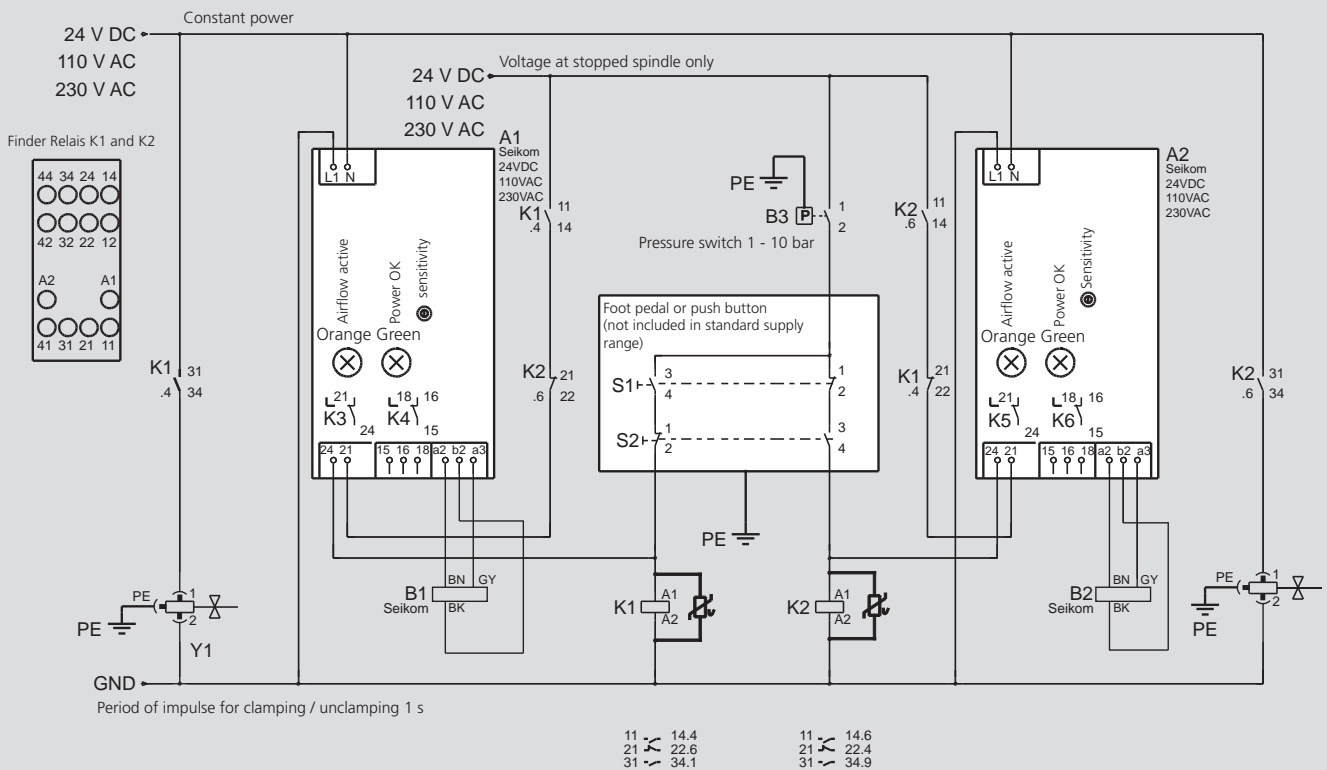 Constant power
24 V DC
110 V AC
230 V AC
Voltage at stopped spindle only
24 V DC
110 V AC
230 V AC
Finder Relais K1 and K2
44 34 24 14
42 32 22 12
A2 A1
41 31 21 11
A1
Seikom
24VDC
110VAC
230VAC
L1 N
Airflow active
Power OK
sensitivity
Orange Green
21
K3
24
18 16
K4
15
24 21 15 16 18 a2 b2 a3
K1 31
.4 34
K1 11
.4 14
K2 21
.6 22
PE
B3 P 1
2
Pressure switch 1 - 10 bar
Foot pedal or push button
(not included in standard supply
range)
S1 3
4
1
2
S2 1
2
3
4
PE
K2 11
.6 14
K1 21
.4 22
A2
Seikom
24VDC
110VAC
230VAC
L1 N
Airflow active
Power OK
Sensitivity
Orange Green
21
K5
24
18 16
K6
15
24 21 15 16 18 a2 b2 a3
K2 31
.6 34
PE 1
2
PE
Y1
B1
Seikom
BN GY
BK
K1 A1
A2
U
K2 A1
A2
U
B2
Seikom
BN GY
BK
PE 1
2
PE
GND
Period of impulse for clamping / unclamping 1 s
11 14.4
21 22.6
31 34.1
11 14.6
21 22.4
31 34.9